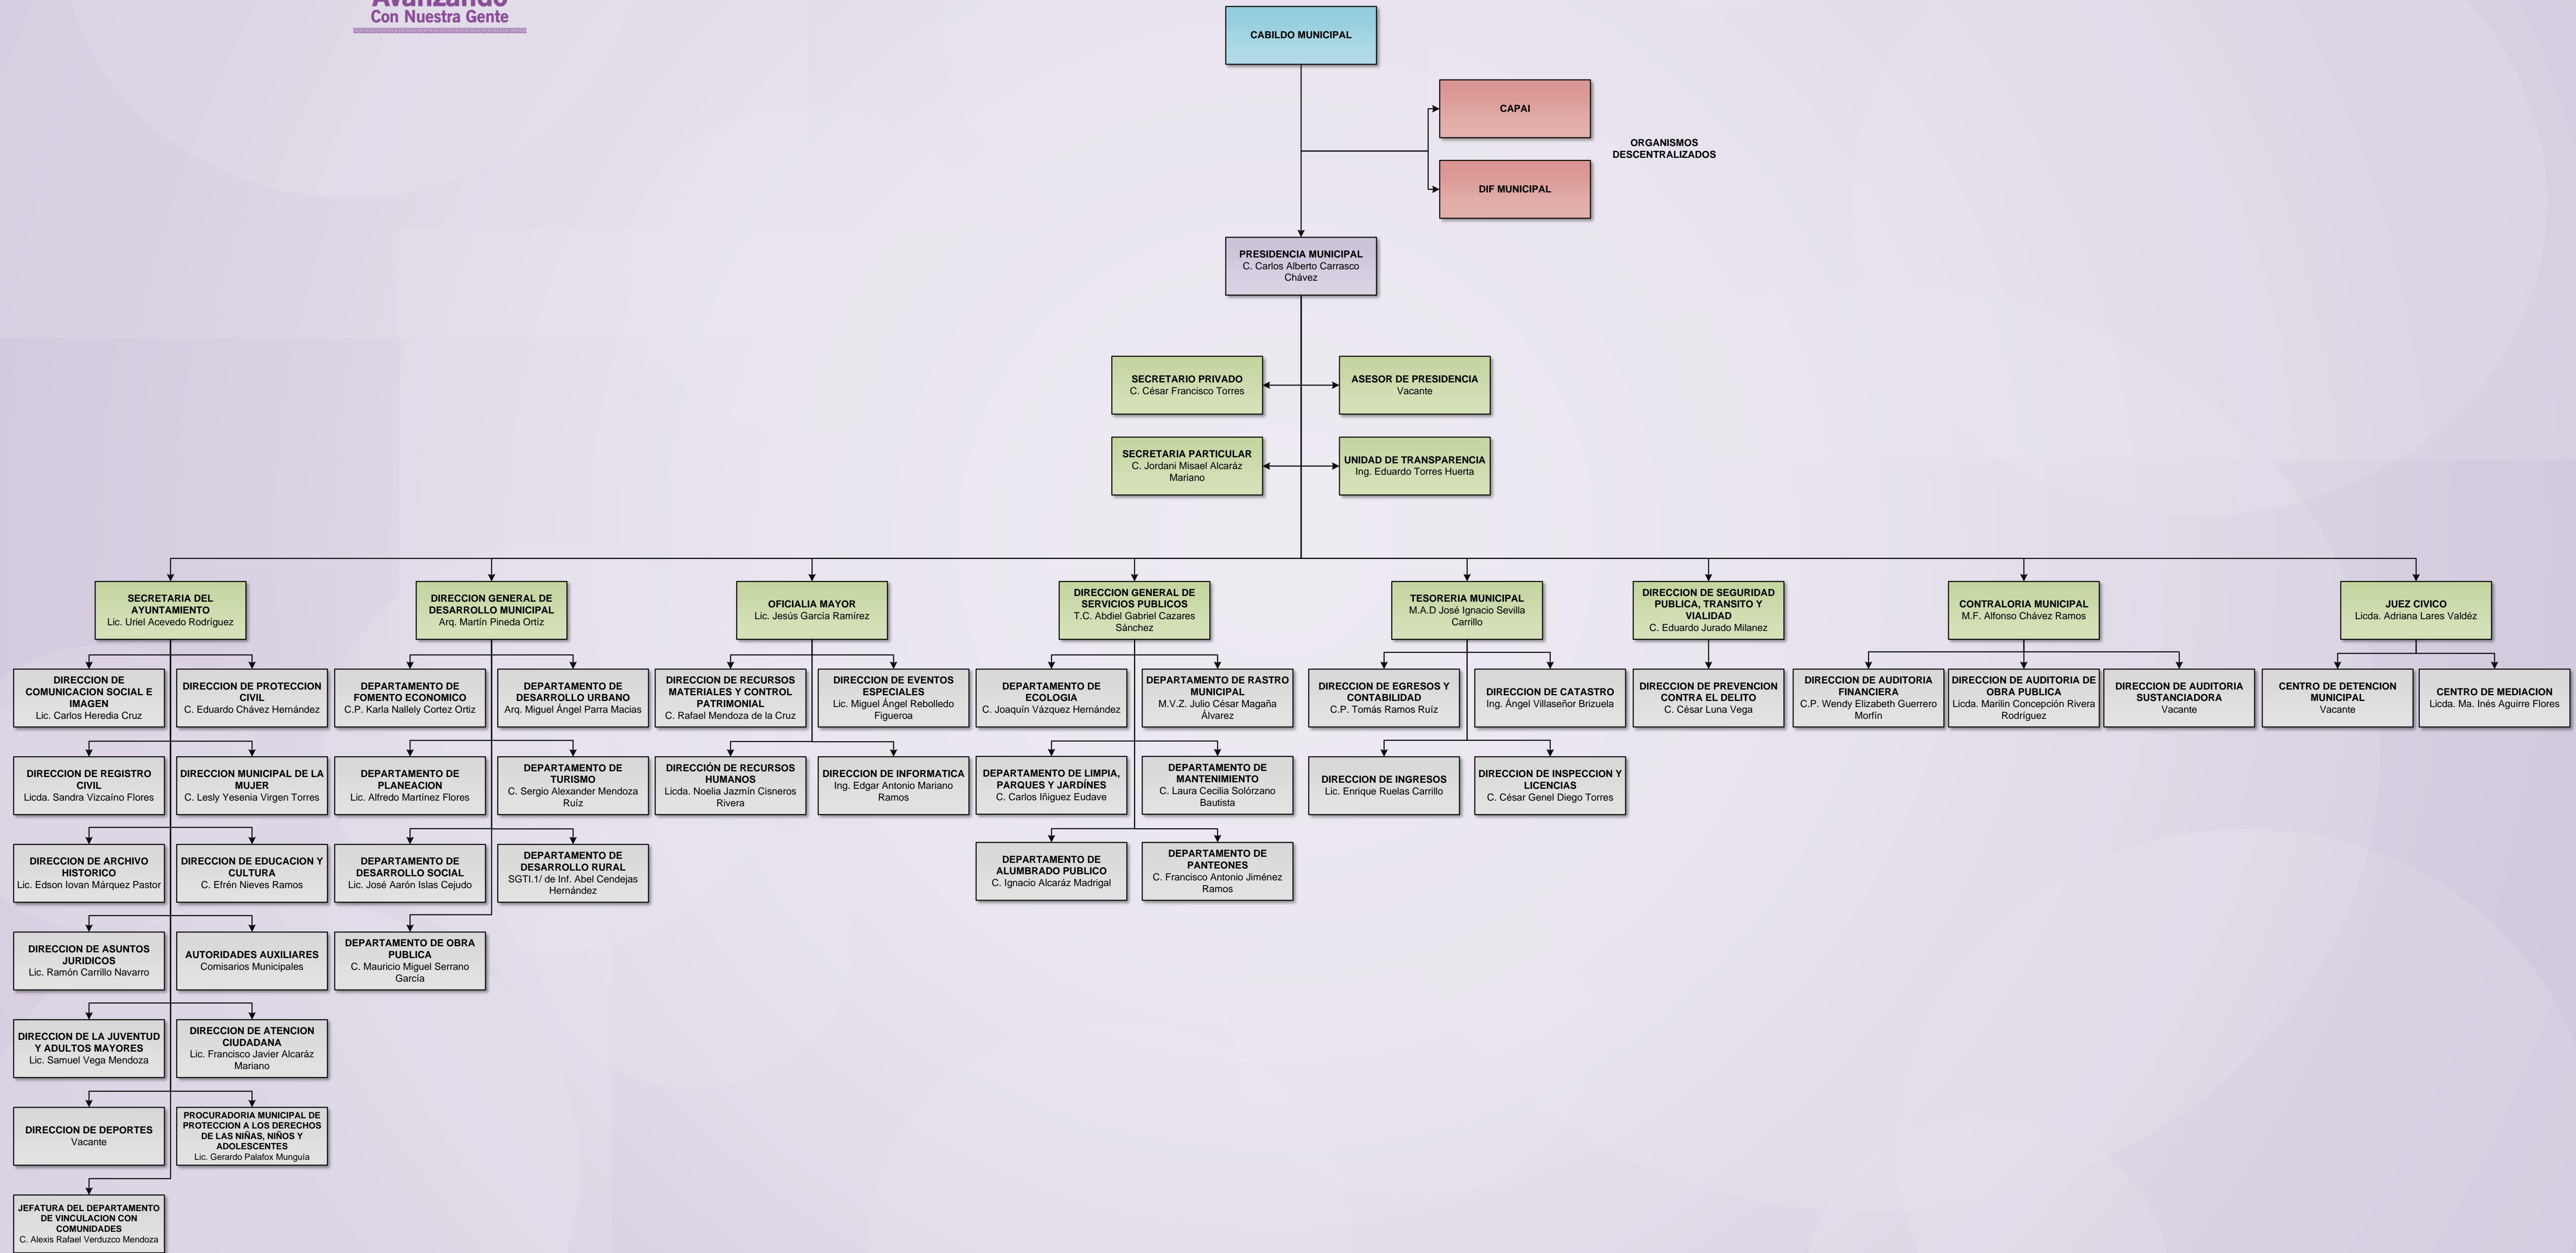 Avanzando
Con Nuestra Gente
CABILDO MUNICIPAL
CAPAI
ORGANISMOS
DESCENTRALIZADOS
DIF MUNICIPAL
PRESIDENCIA MUNICIPAL
C. Carlos Alberto Carrasco
Chávez
SECRETARIO PRIVADO
C. César Francisco Torres
ASESOR DE PRESIDENCIA
Vacante
SECRETARIA PARTICULAR
C. Jordani Misael Alcaráz
Mariano
UNIDAD DE TRANSPARENCIA
Ing. Eduardo Torres Huerta
SECRETARIA DEL
AYUNTAMIENTO
Lic. Uriel Acevedo Rodríguez
DIRECCION GENERAL DE
DESARROLLO MUNICIPAL
Arq. Martín Pineda Ortíz
OFICIALIA MAYOR
Lic. Jesús García Ramírez
DIRECCION GENERAL DE
SERVICIOS PUBLICOS
T.C. Abdiel Gabriel Cazares
Sánchez
TESORERIA MUNICIPAL
M.A.D José Ignacio Sevilla
Carrillo
DIRECCION DE SEGURIDAD
PUBLICA, TRANSITO Y
VIALIDAD
C. Eduardo Jurado Milanez
CONTRALORIA MUNICIPAL
M.F. Alfonso Chávez Ramos
JUEZ CIVICO
Licda. Adriana Lares Valdéz
DIRECCION DE
COMUNICACION SOCIAL E
IMAGEN
Lic. Carlos Heredia Cruz
DIRECCION DE PROTECCION
CIVIL
C. Eduardo Chávez Hernández
DEPARTAMENTO DE
FOMENTO ECONOMICO
C.P. Karla Nallely Cortez Ortiz
DEPARTAMENTO DE
DESARROLLO URBANO
Arq. Miguel Ángel Parra Macias
DIRECCIÓN DE RECURSOS
MATERIALES Y CONTROL
PATRIMONIAL
C. Rafael Mendoza de la Cruz
DIRECCION DE EVENTOS
ESPECIALES
Lic. Miguel Ángel Rebolledo
Figueroa
DEPARTAMENTO DE
ECOLOGIA
C. Joaquín Vázquez Hernández
DEPARTAMENTO DE RASTRO
MUNICIPAL
M.V.Z. Julio César Magaña
Álvarez
DIRECCION DE EGRESOS Y
CONTABILIDAD
C.P. Tomás Ramos Ruíz
DIRECCION DE CATASTRO
Ing. Ángel Villaseñor Brizuela
DIRECCION DE PREVENCION
CONTRA EL DELITO
C. César Luna Vega
DIRECCION DE AUDITORIA
FINANCIERA
C.P. Wendy Elizabeth Guerrero
Morfín
DIRECCION DE AUDITORIA DE
OBRA PUBLICA
Licda. Marilin Concepción Rivera
Rodríguez
DIRECCION DE AUDITORIA
SUSTANCIADORA
Vacante
CENTRO DE DETENCION
MUNICIPAL
Vacante
CENTRO DE MEDIACION
Licda. Ma. Inés Aguirre Flores
DIRECCION DE REGISTRO
CIVIL
Licda. Sandra Vizcaíno Flores
DIRECCION MUNICIPAL DE LA
MUJER
C. Lesly Yesenia Virgen Torres
DEPARTAMENTO DE
PLANEACION
Lic. Alfredo Martínez Flores
DEPARTAMENTO DE
TURISMO
C. Sergio Alexander Mendoza
Ruíz
DIRECCIÓN DE RECURSOS
HUMANOS
Licda. Noelia Jazmín Cisneros
Rivera
DIRECCION DE INFORMATICA
Ing. Edgar Antonio Mariano
Ramos
DEPARTAMENTO DE LIMPIA,
PARQUES Y JARDÍNES
C. Carlos Iñiguez Eudave
DEPARTAMENTO DE
MANTENIMIENTO
C. Laura Cecilia Solórzano
Bautista
DIRECCION DE INGRESOS
Lic. Enrique Ruelas Carrillo
DIRECCION DE INSPECCION Y
LICENCIAS
C. César Genel Diego Torres
DIRECCION DE ARCHIVO
HISTORICO
Lic. Edson Iovan Márquez Pastor
DIRECCION DE EDUCACION Y
CULTURA
C. Efrén Nieves Ramos
DEPARTAMENTO DE
DESARROLLO SOCIAL
Lic. José Aarón Islas Cejudo
DEPARTAMENTO DE
DESARROLLO RURAL
SGTI.1/ de Inf. Abel Cendejas
Hernández
DEPARTAMENTO DE
ALUMBRADO PUBLICO
C. Ignacio Alcaráz Madrigal
DEPARTAMENTO DE
PANTEONES
C. Francisco Antonio Jiménez
Ramos
DIRECCION DE ASUNTOS
JURIDICOS
Lic. Ramón Carrillo Navarro
AUTORIDADES AUXILIARES
Comisarios Municipales
DEPARTAMENTO DE OBRA
PUBLICA
C. Mauricio Miguel Serrano
García
DIRECCION DE LA JUVENTUD
Y ADULTOS MAYORES
Lic. Samuel Vega Mendoza
DIRECCION DE ATENCION
CIUDADANA
Lic. Francisco Javier Alcaráz
Mariano
DIRECCION DE DEPORTES
Vacante
PROCURADORIA MUNICIPAL DE
PROTECCION A LOS DERECHOS
DE LAS NIÑAS, NIÑOS Y
ADOLESCENTES
Lic. Gerardo Palafox Munguía
JEFATURA DEL DEPARTAMENTO
DE VINCULACION CON
COMUNIDADES
C. Alexis Rafael Verduzco Mendoza